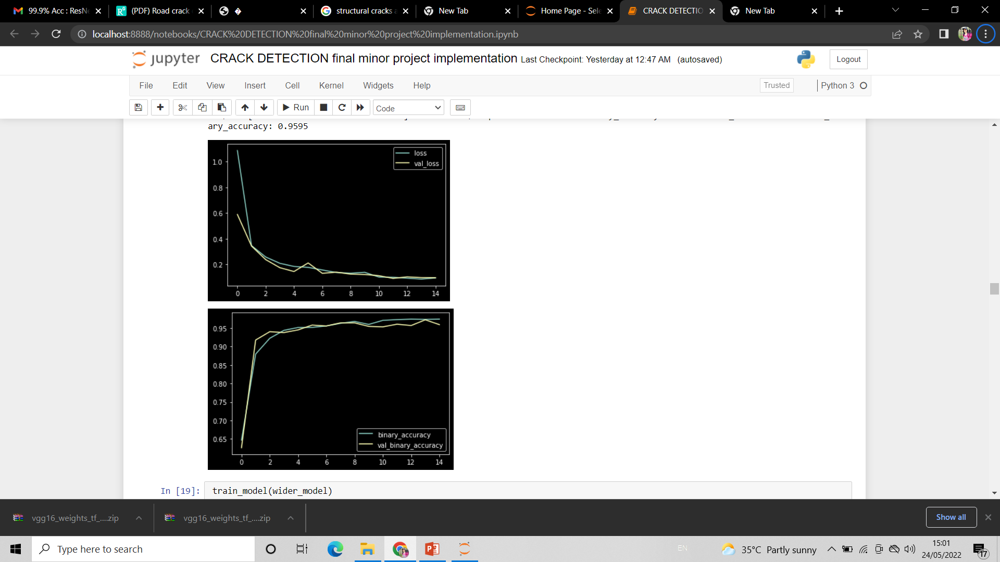 99.9% Acc : ResNe
(PDF) Road crack
�
structural cracks a
New Tab
Home Page - Sele
CRACK DETECTIO
New Tab
localhost:8888/notebooks/CRACK%20DETECTION%20final%20minor%20project%20implementation.ipynb
jupyter CRACK DETECTION final minor project implementation Last Checkpoint: Yesterday at 12:47 AM (autosaved)
Logout
File Edit View Insert Cell Kernel Widgets Help
Trusted
Python 3
Run
Code
ary_accuracy: 0.9595
loss
val_loss
1.0
0.8
0.6
0.4
0.2
0 2 4 6 8 10 12 14
0.95
0.90
0.85
0.80
0.75
0.70
0.65
binary_accuracy
val_binary_accuracy
0 2 4 6 8 10 12 14
In [19]: train_model(wider_model)
vgg16_weights_tf_....zip
vgg16_weights_tf_....zip
Show all
Type here to search
EN
35°C Partly sunny
15:01
24/05/2022
17